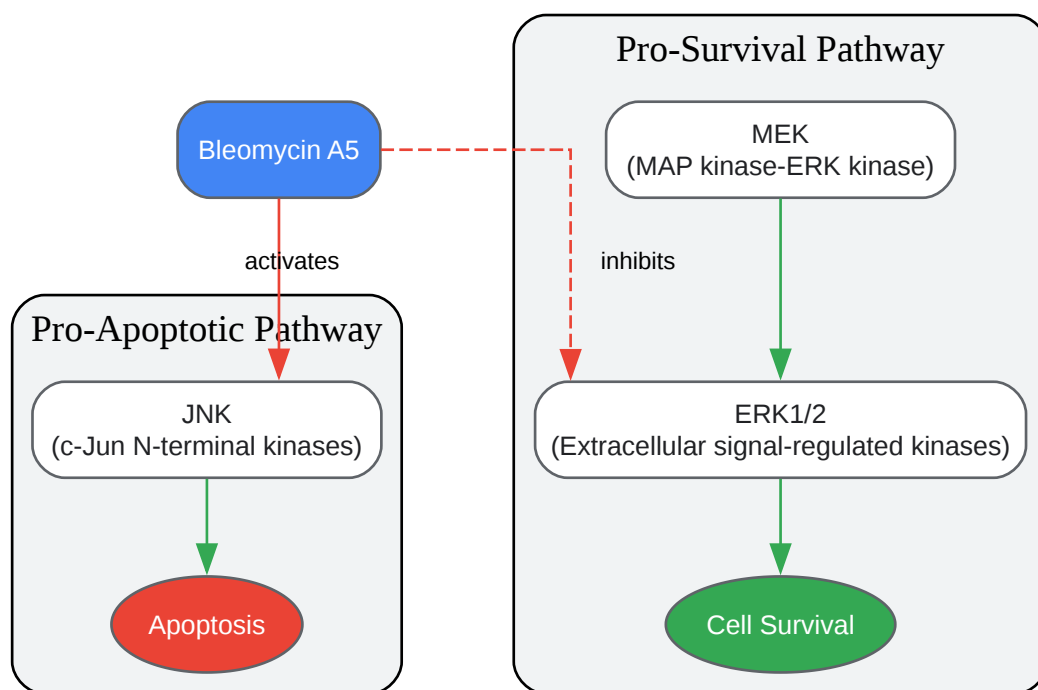 Pro-Survival Pathway
Bleomycin A5
MEK
(MAP kinase-ERK kinase)
activates
inhibits
Pro-Apoptotic Pathway
JNK
(c-Jun N-terminal kinases)
ERK1/2
(Extracellular signal-regulated kinases)
Apoptosis
Cell Survival